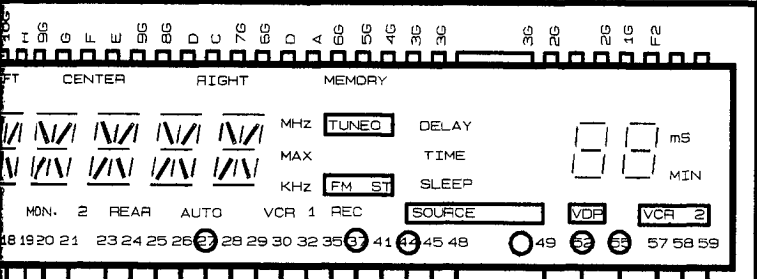 10G H 9G G F E 9G 8G D C 7G 6G D A 6G 5G 4G 3G 3G 3G 2G 2G 1G F2
FT CENTER RIGHT MEMORY
MHz TUNED DELAY mS
MAX TIME
KHz FM ST SLEEP MIN
MON. 2 REAR AUTO VCR 1 REC SOURCE VDP VCR 2
18 19 20 21 23 24 25 26 27 28 29 30 32 35 37 41 44 45 48 49 52 55 57 58 59